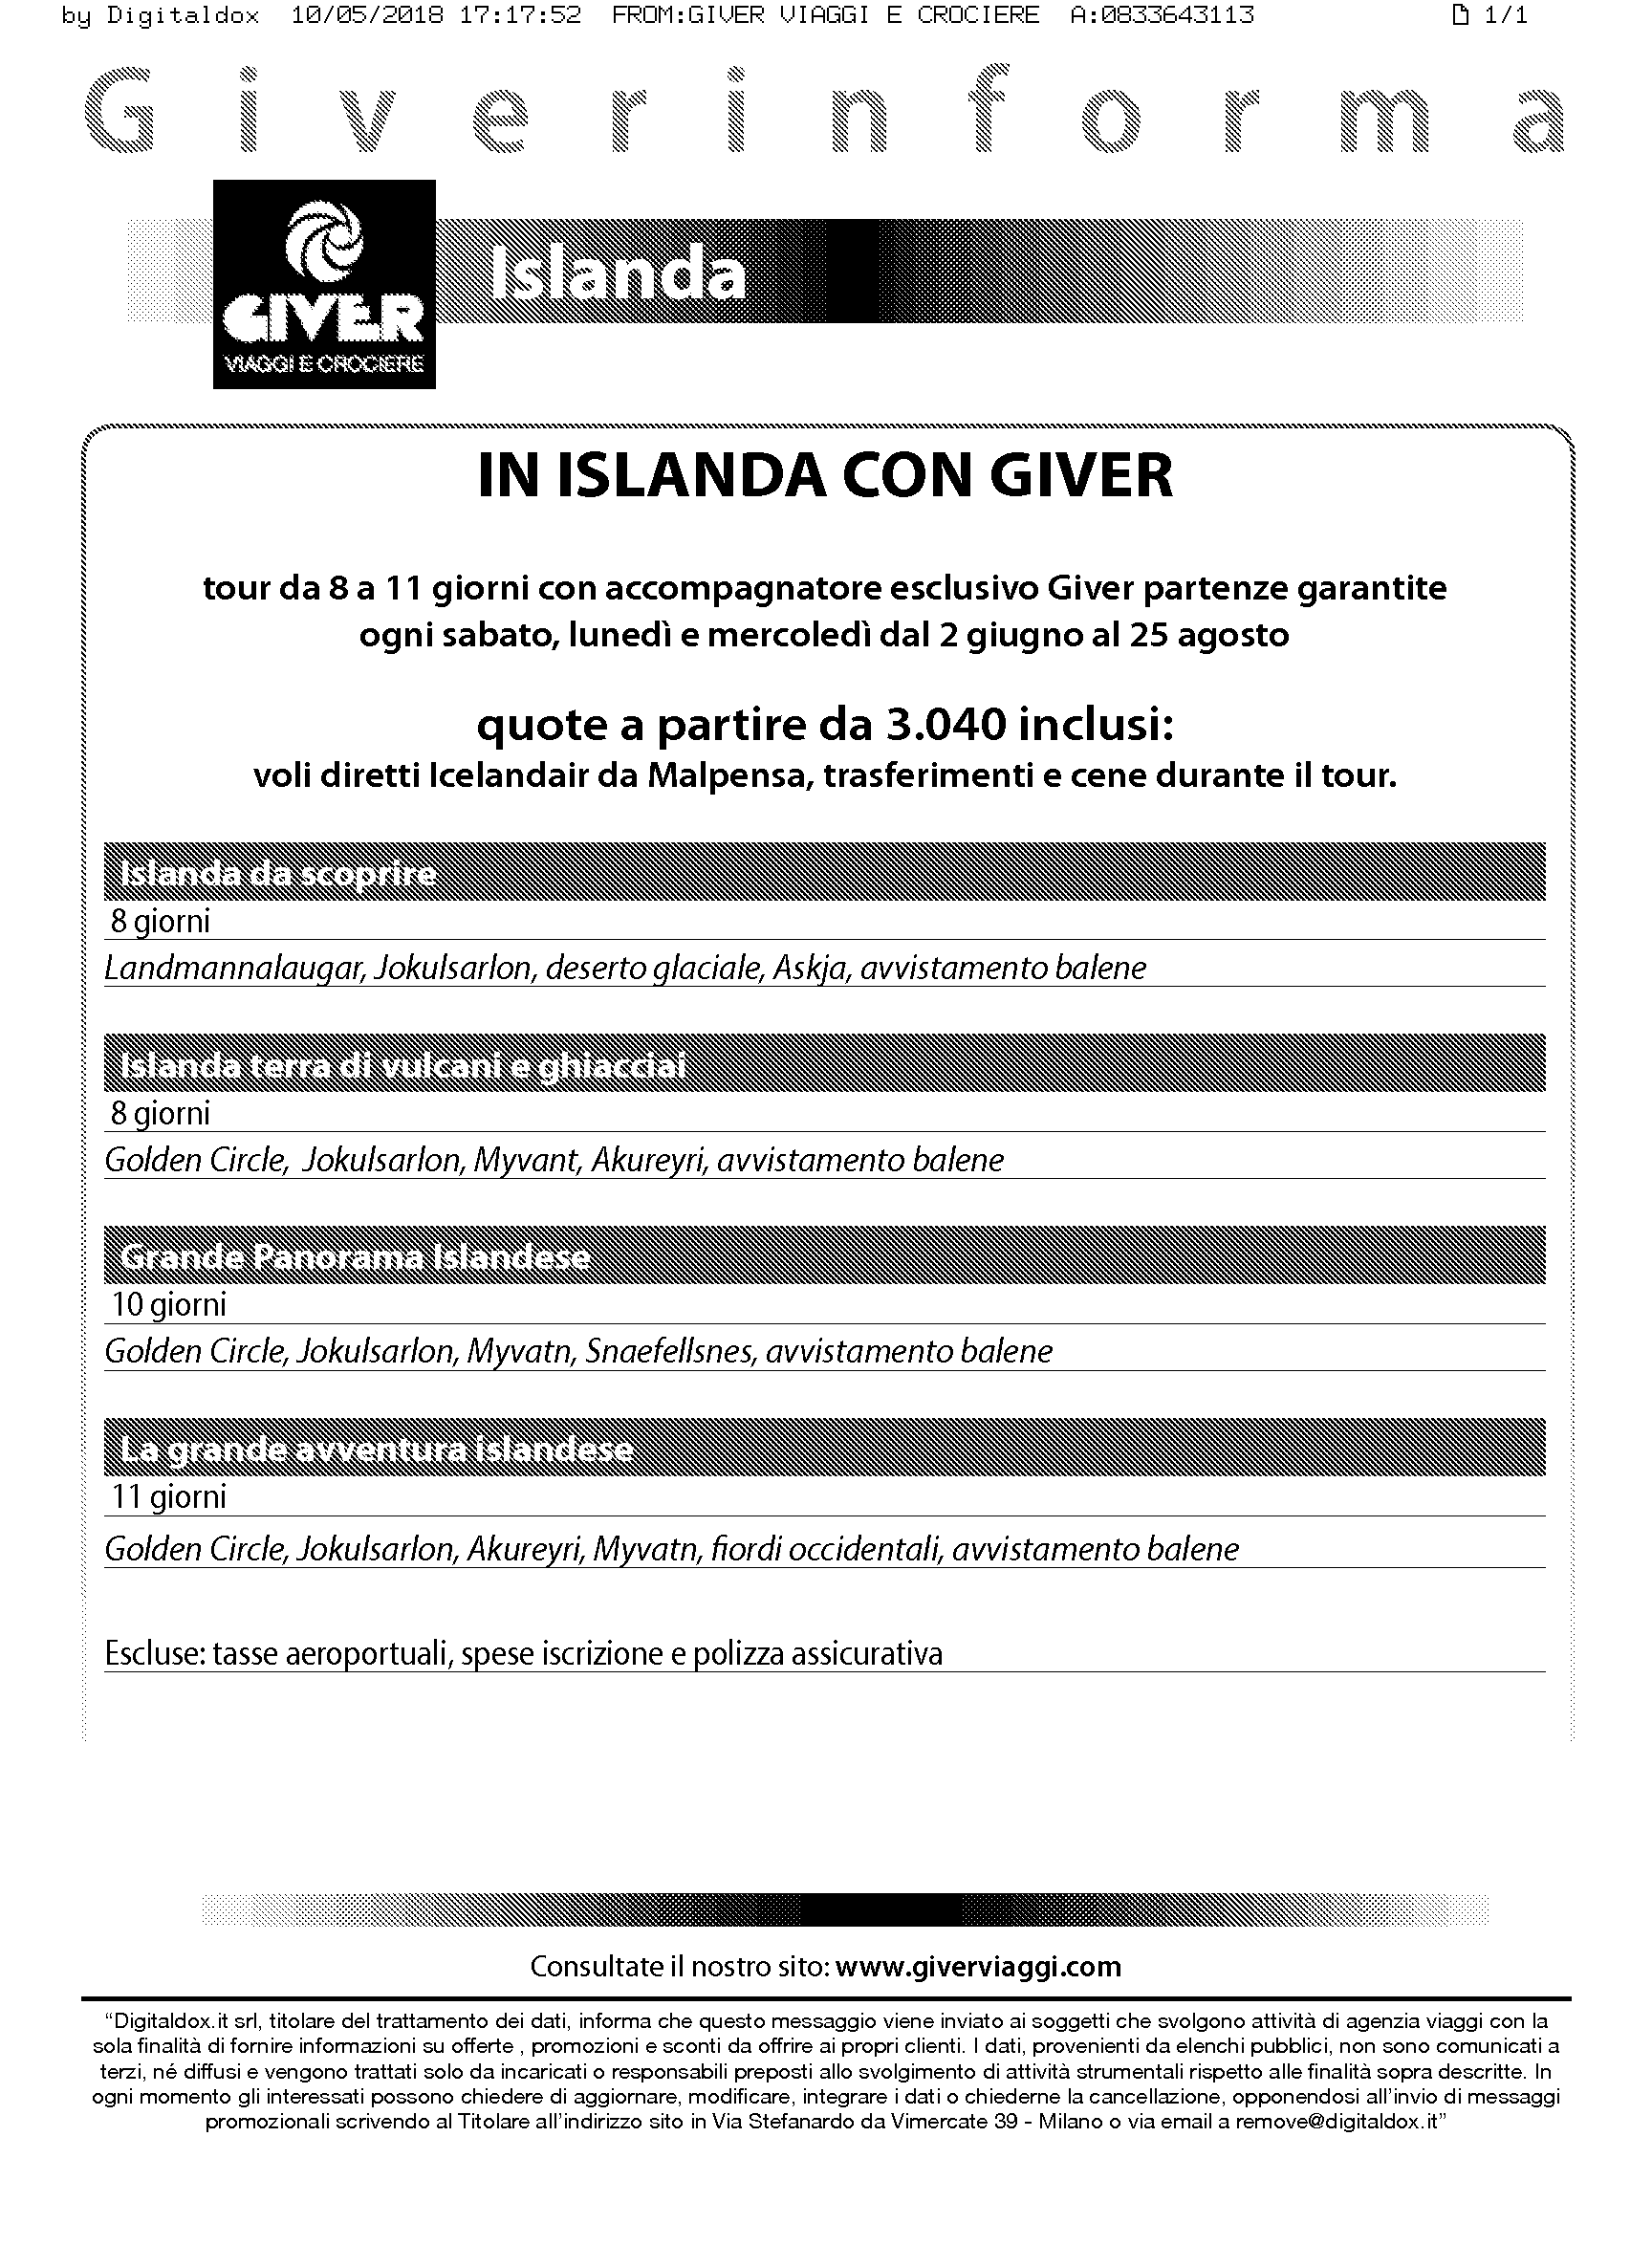 by Digitaldox 10/05/2018 17:17:52 FROM:GIVER VIAGGI E CROCIERE A:0833643113 1/1
Giverinforma
Islanda
GIVER
VIAGGI E CROCIERE
IN ISLANDA CON GIVER
tour da 8 a 11 giorni con accompagnatore esclusivo Giver partenze garantite
ogni sabato, lunedì e mercoledì dal 2 giugno al 25 agosto
quote a partire da 3.040 inclusi:
voli diretti Icelandair da Malpensa, trasferimenti e cene durante il tour.
Islanda da scoprire
8 giorni
Landmannalaugar, Jokulsarlon, deserto glaciale, Askja, avvistamento balene
Islanda terra di vulcani e ghiacciai
8 giorni
Golden Circle, Jokulsarlon, Myvant, Akureyri, avvistamento balene
Grande Panorama Islandese
10 giorni
Golden Circle, Jokulsarlon, Myvatn, Snaefellsnes, avvistamento balene
La grande avventura islandese
11 giorni
Golden Circle, Jokulsarlon, Akureyri, Myvatn, fiordi occidentali, avvistamento balene
Escluse: tasse aeroportuali, spese iscrizione e polizza assicurativa
Consultate il nostro sito: www.giverviaggi.com
“Digitaldox.it srl, titolare del trattamento dei dati, informa che questo messaggio viene inviato ai soggetti che svolgono attività di agenzia viaggi con la
sola finalità di fornire informazioni su offerte , promozioni e sconti da offrire ai propri clienti. I dati, provenienti da elenchi pubblici, non sono comunicati a
terzi, né diffusi e vengono trattati solo da incaricati o responsabili preposti allo svolgimento di attività strumentali rispetto alle finalità sopra descritte. In
ogni momento gli interessati possono chiedere di aggiornare, modificare, integrare i dati o chiederne la cancellazione, opponendosi all’invio di messaggi
promozionali scrivendo al Titolare all’indirizzo sito in Via Stefanardo da Vimercate 39 - Milano o via email a remove@digitaldox.it”